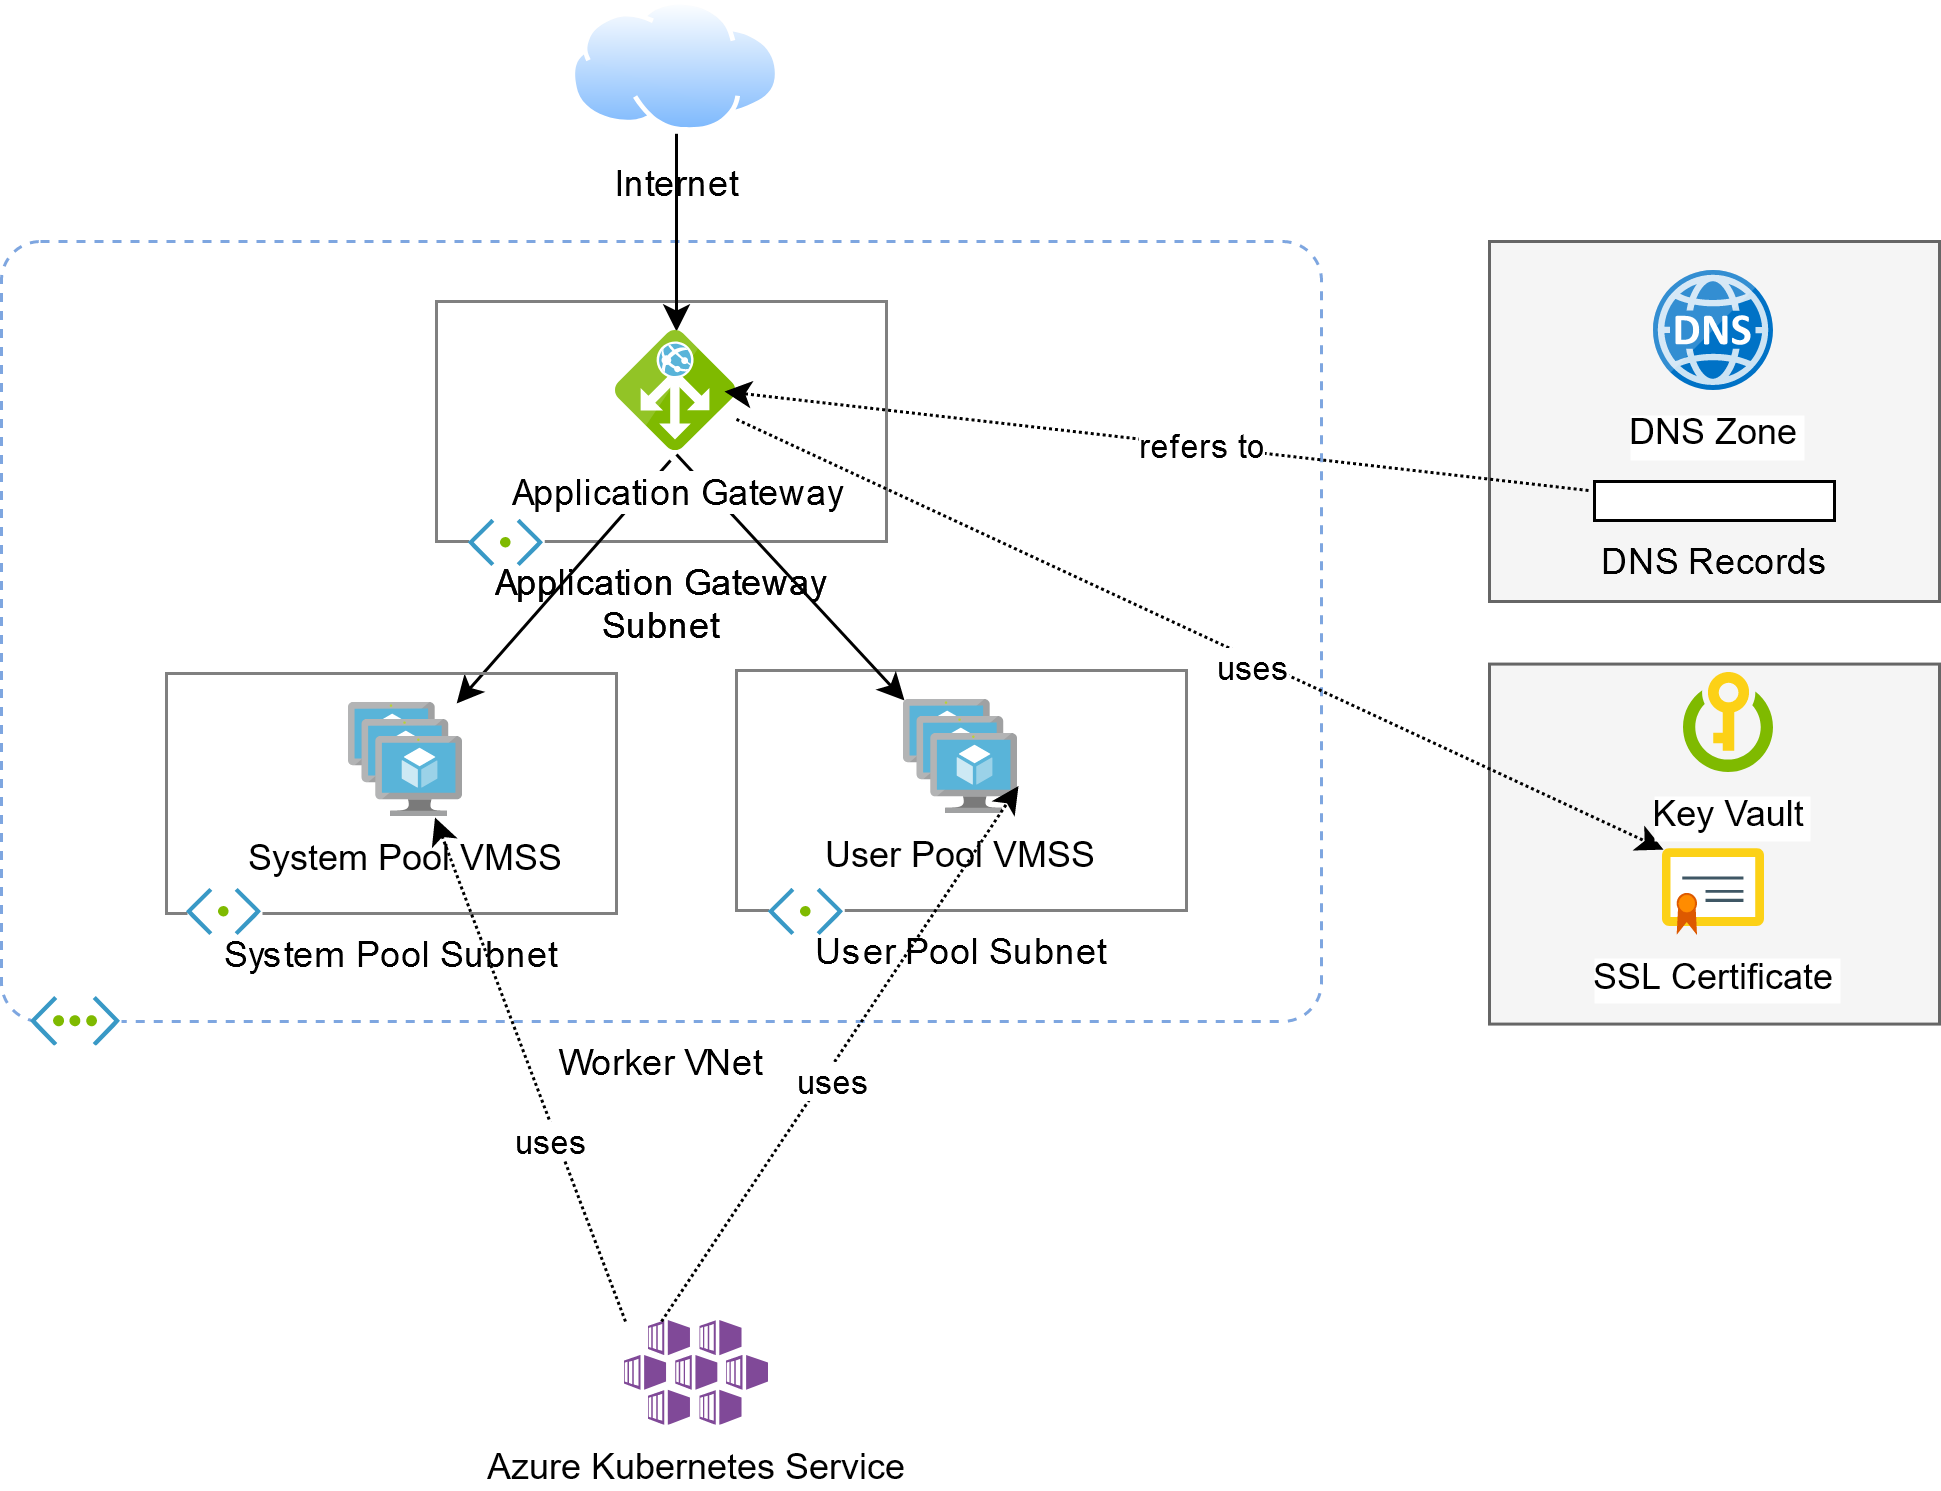 Internet
DNS
DNS Zone
refers to
Application Gateway
DNS Records
Application Gateway
Subnet
uses
Key Vault
System Pool VMSS
User Pool VMSS
System Pool Subnet
User Pool Subnet
SSL Certificate
Worker VNet
uses
uses
Azure Kubernetes Service